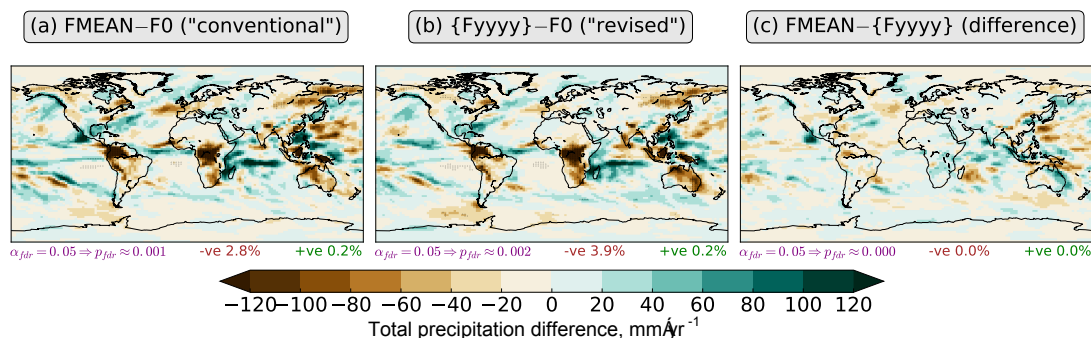 (a) FMEAN−F0 ("conventional")
(b) {Fyyyy}−F0 ("revised")
(c) FMEAN−{Fyyyy} (difference)
α_fdr = 0.05 ⇒ p_fdr ≈ 0.001 -ve 2.8% +ve 0.2%
α_fdr = 0.05 ⇒ p_fdr ≈ 0.002 -ve 3.9% +ve 0.2%
α_fdr = 0.05 ⇒ p_fdr ≈ 0.000 -ve 0.0% +ve 0.0%
−120 −100 −80 −60 −40 −20 0 20 40 60 80 100 120
Total precipitation difference, mmÁyr⁻¹